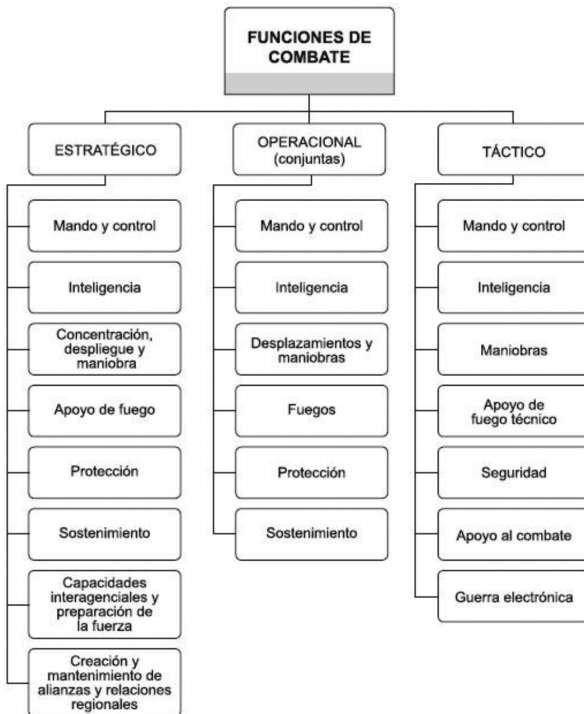 FUNCIONES DE
COMBATE
ESTRATÉGICO
Mando y control
Inteligencia
Concentración,
despliegue y
maniobra
Apoyo de fuego
Protección
Sostenimiento
Capacidades
interagenciales y
preparación de
la fuerza
Creación y
mantenimiento de
alianzas y relaciones
regionales
OPERACIONAL
(conjuntas)
Mando y control
Inteligencia
Desplazamientos y
maniobras
Fuegos
Protección
Sostenimiento
TÁCTICO
Mando y control
Inteligencia
Maniobras
Apoyo de
fuego técnico
Seguridad
Apoyo al combate
Guerra electrónica